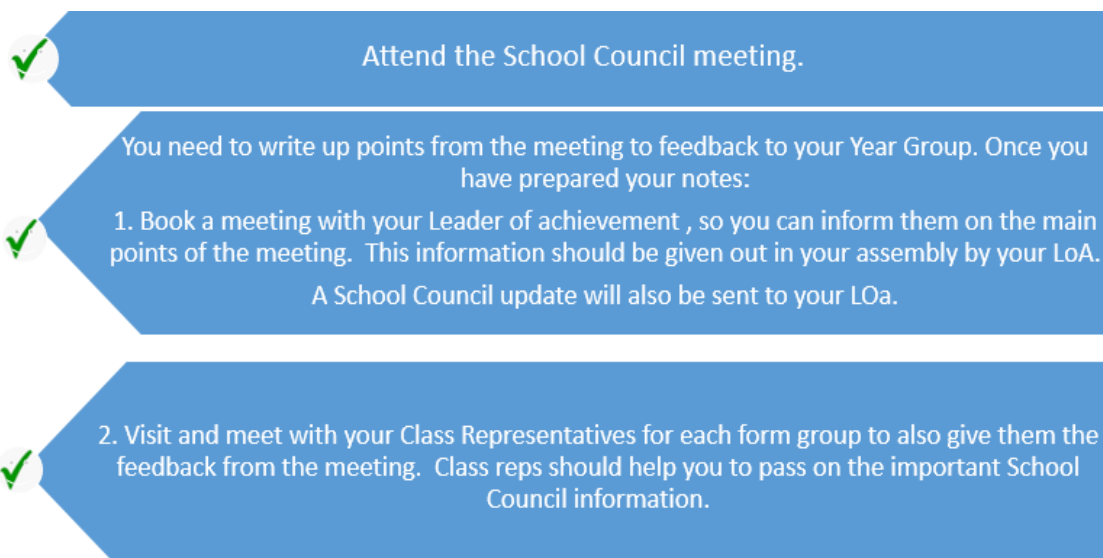 Attend the School Council meeting.
You need to write up points from the meeting to feedback to your Year Group. Once you
have prepared your notes:
1. Book a meeting with your Leader of achievement , so you can inform them on the main
points of the meeting.  This information should be given out in your assembly by your LoA.
A School Council update will also be sent to your LOa.
2. Visit and meet with your Class Representatives for each form group to also give them the
feedback from the meeting.  Class reps should help you to pass on the important School
Council information.